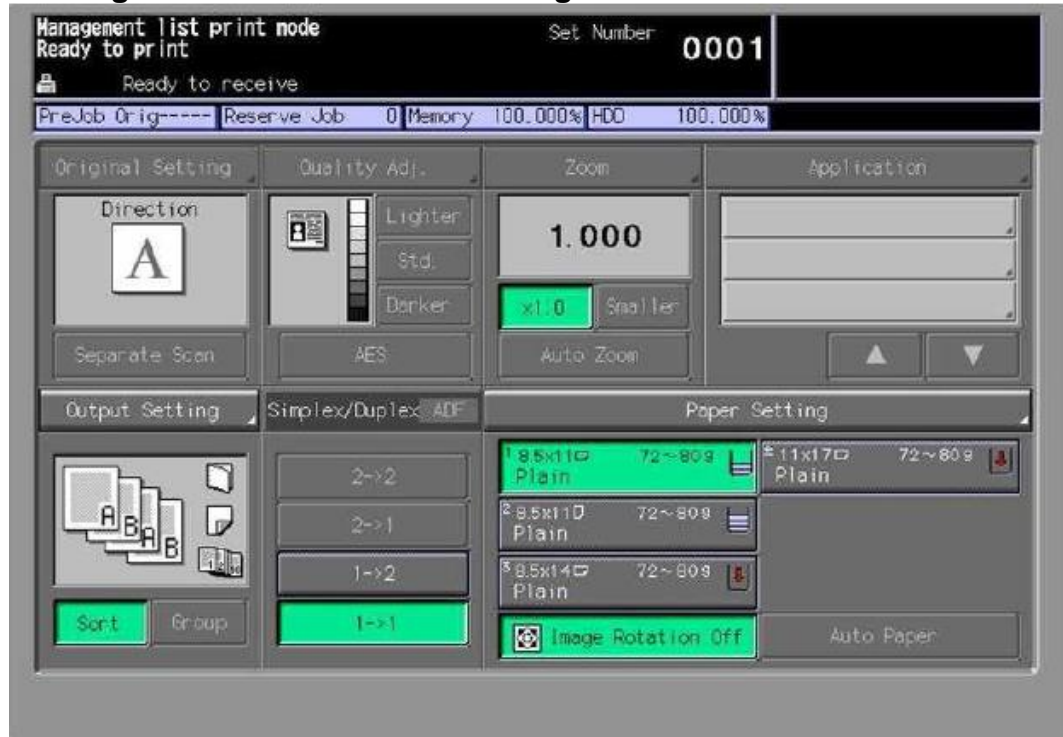 Management list print mode
Ready to print
Set Number 0001
Ready to receive
PreJob Orig----- Reserve Job 0 Memory 100.000% HDD 100.000%
Original Setting Quality Adj. Zoom Application
Direction
A
Lighter
Std.
Darker
1.000
x1.0 Smaller
Separate Scan AES Auto Zoom
Output Setting Simplex/Duplex ADF Paper Setting
1 8.5x11 72~80g
Plain
11x17 72~80g
Plain
2->2
2 8.5x11 72~80g
Plain
2->1
A B A B
1->2
3 8.5x14 72~80g
Plain
Sort Group 1->1 Image Rotation Off Auto Paper